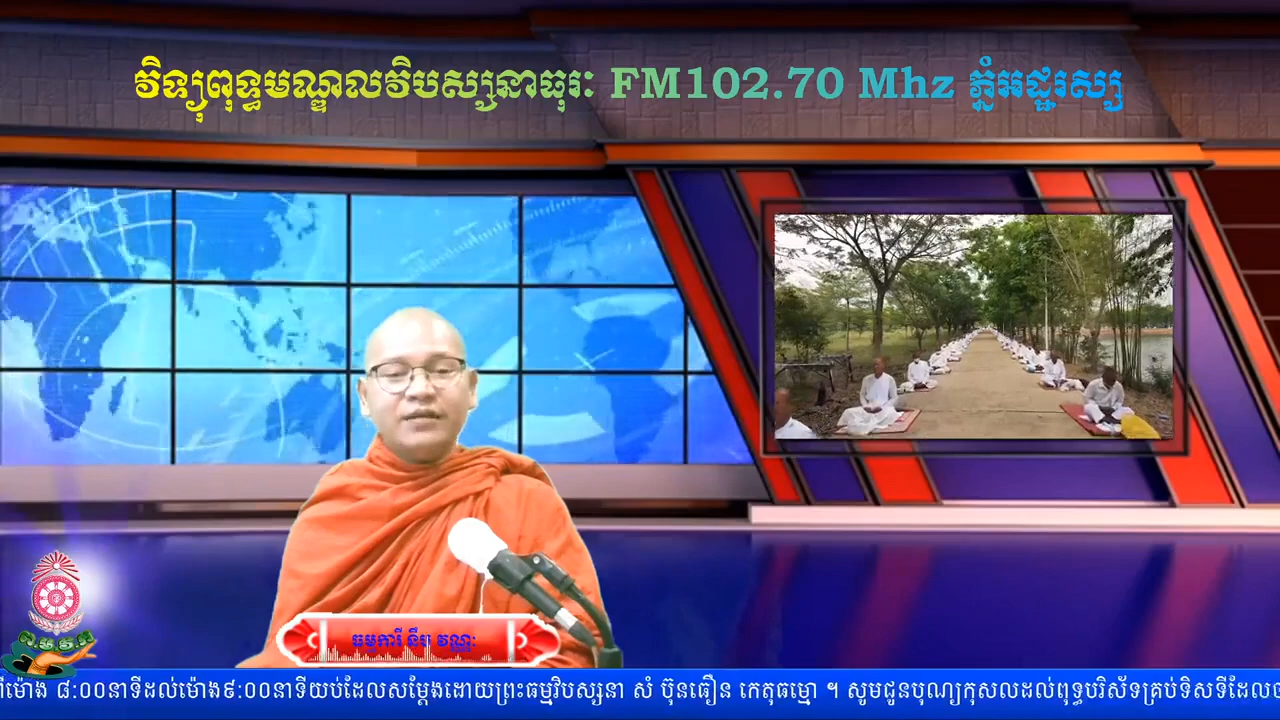 វិទ្យុពុទ្ធមណ្ឌលវិបស្សនាធុរៈ FM102.70 Mhz ភ្នំអដ្ឋរស្ស
ធម្មការី នឹម វណ្ណៈ
ពីម៉ោង ៨:០០នាទីដល់ម៉ោង៩:០០នាទីយប់ដែលសម្តែងដោយព្រះធម្មវិបស្សនា សំ ប៊ុនធឿន កេតុធម្មោ ។ សូមជូនបុណ្យកុសលដល់ពុទ្ធបរិស័ទគ្រប់ទិសទីដែល